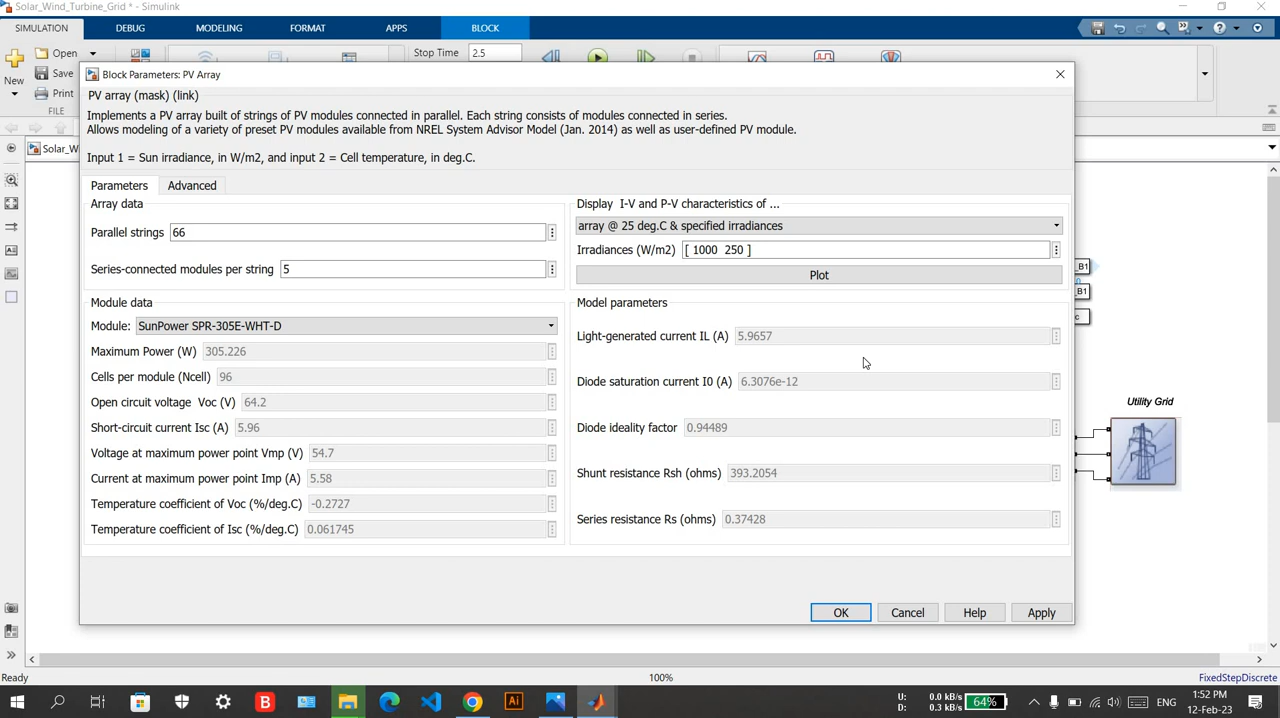 Solar_Wind_Turbine_Grid * - Simulink
SIMULATION DEBUG MODELING FORMAT APPS BLOCK
New
Open
Save
Print
FILE
Stop Time 2.5
Solar_W
Block Parameters: PV Array
PV array (mask) (link)
Implements a PV array built of strings of PV modules connected in parallel. Each string consists of modules connected in series.
Allows modeling of a variety of preset PV modules available from NREL System Advisor Model (Jan. 2014) as well as user-defined PV module.
Input 1 = Sun irradiance, in W/m2, and input 2 = Cell temperature, in deg.C.
Parameters Advanced
Array data
Parallel strings 66
Series-connected modules per string 5
Display I-V and P-V characteristics of ...
array @ 25 deg.C & specified irradiances
Irradiances (W/m2) [ 1000 250 ]
Plot
Module data
Module: SunPower SPR-305E-WHT-D
Maximum Power (W) 305.226
Cells per module (Ncell) 96
Open circuit voltage Voc (V) 64.2
Short-circuit current Isc (A) 5.96
Voltage at maximum power point Vmp (V) 54.7
Current at maximum power point Imp (A) 5.58
Temperature coefficient of Voc (%/deg.C) -0.2727
Temperature coefficient of Isc (%/deg.C) 0.061745
Model parameters
Light-generated current IL (A) 5.9657
Diode saturation current I0 (A) 6.3076e-12
Diode ideality factor 0.94489
Shunt resistance Rsh (ohms) 393.2054
Series resistance Rs (ohms) 0.37428
OK Cancel Help Apply
_B1
_B1
c
Utility Grid
Ready
100%
FixedStepDiscrete
U: 0.0 kB/s
D: 0.3 kB/s
64%
ENG
1:52 PM
12-Feb-23